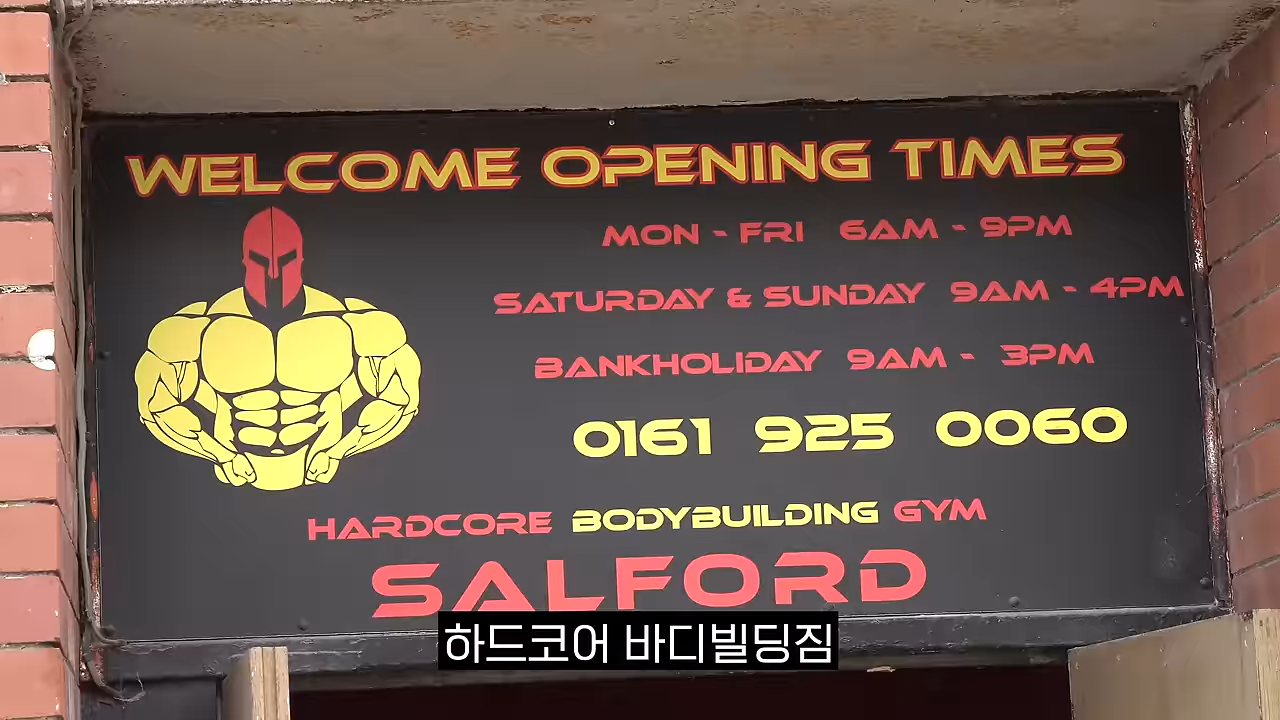 WELCOME OPENING TIMES
MON - FRI 6AM - 9PM
SATURDAY & SUNDAY 9AM - 4PM
BANKHOLIDAY 9AM - 3PM
0161 925 0060
HARDCORE BODYBUILDING GYM
SALFORD
하드코어 바디빌딩짐